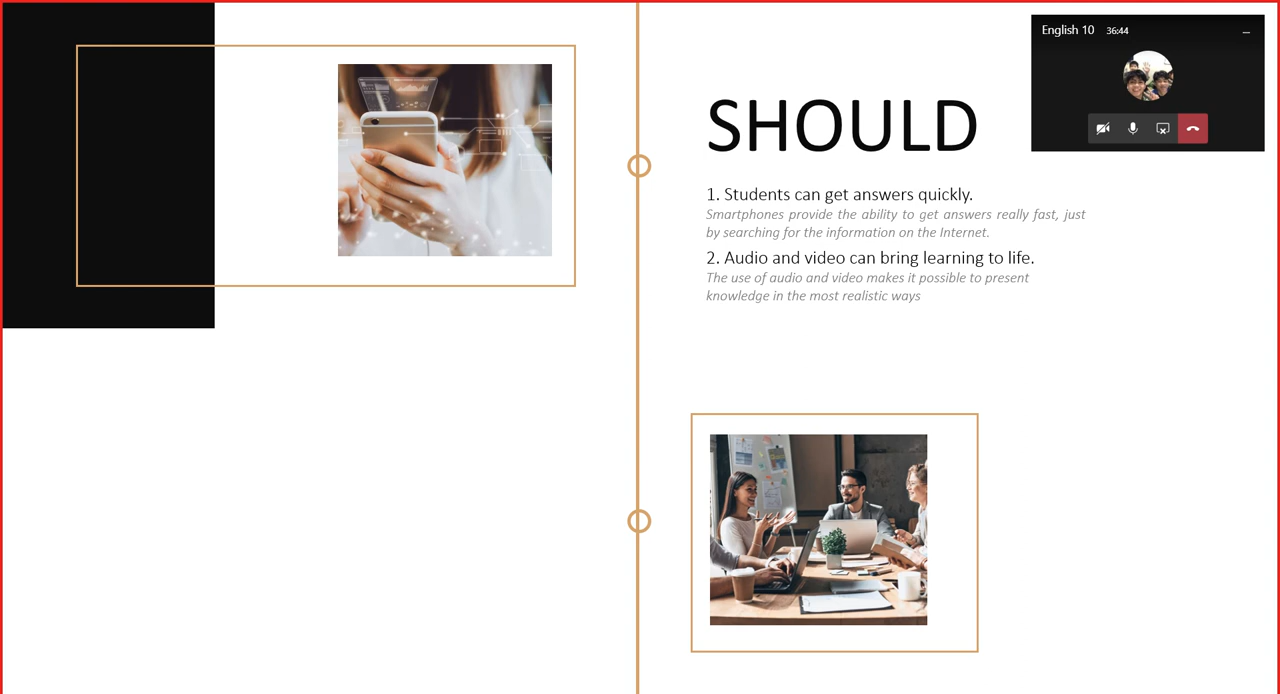 English 10 36:44
SHOULD
1. Students can get answers quickly.
Smartphones provide the ability to get answers really fast, just
by searching for the information on the Internet.
2. Audio and video can bring learning to life.
The use of audio and video makes it possible to present
knowledge in the most realistic ways